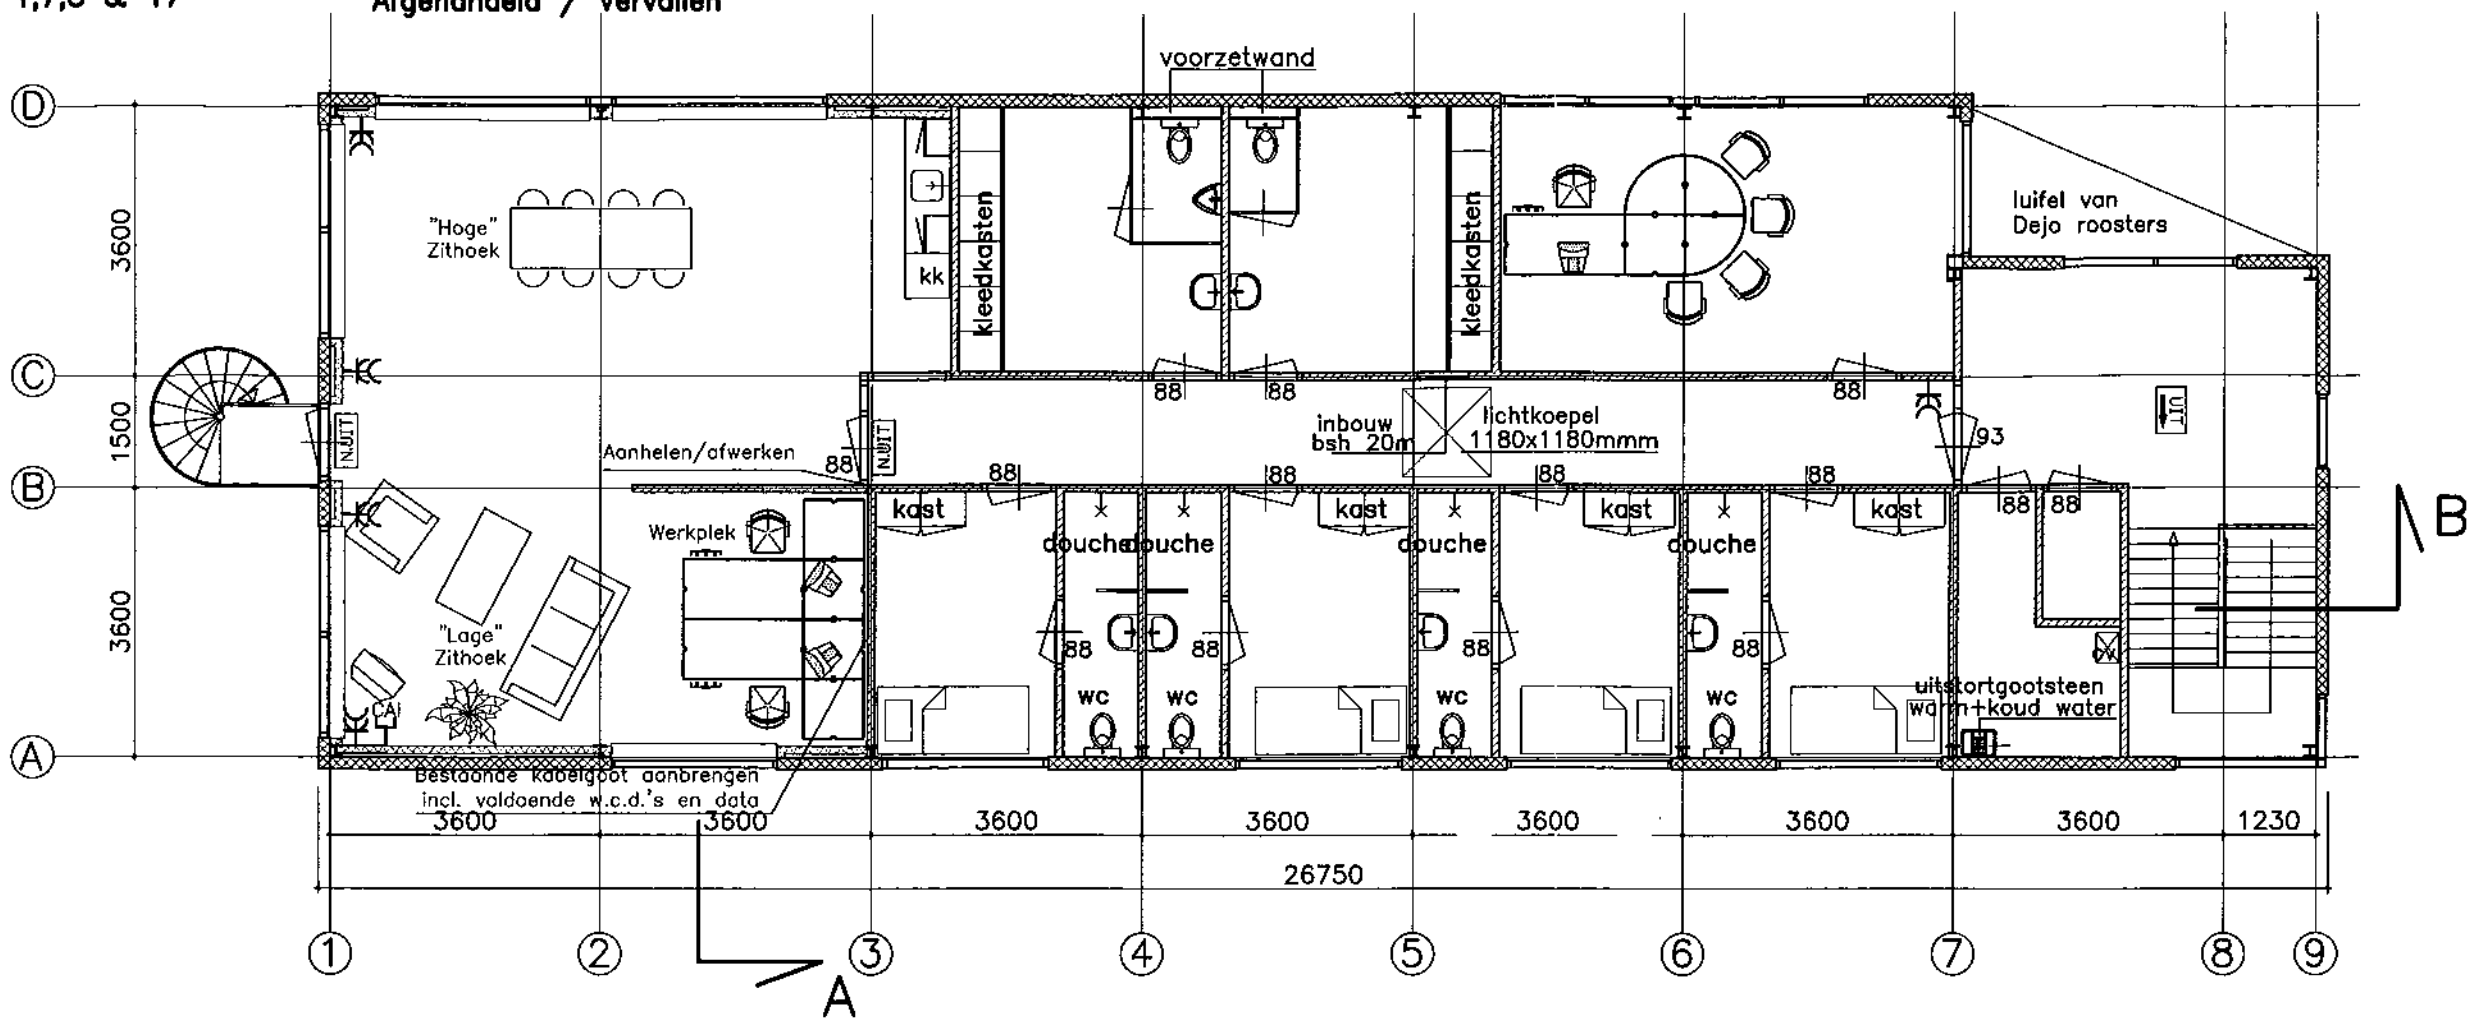 Afgehandeld / Vervallen
voorzetwand
D
3600
"Hoge"
Zithoek
kk
kleedkasten
kleedkasten
luifel van
Dejo roosters
C
88
88
88
1500
N.UIT
Aanhelen/afwerken
88
N.UIT
inbouw
bsh 20m
lichtkoepel
1180x1180mmm
93
UIT
B
88
88
88
88
88
88
kast
kast
kast
kast
Werkplek
douche
douche
douche
douche
B
3600
"Lage"
Zithoek
88
88
88
88
cv
CAI
wc
wc
wc
wc
uitstortgootsteen
warm+koud water
A
Bestaande kabelgoot aanbrengen
incl. voldoende w.c.d.'s en data
3600
3600
3600
3600
3600
3600
3600
1230
26750
1
2
3
4
5
6
7
8
9
A